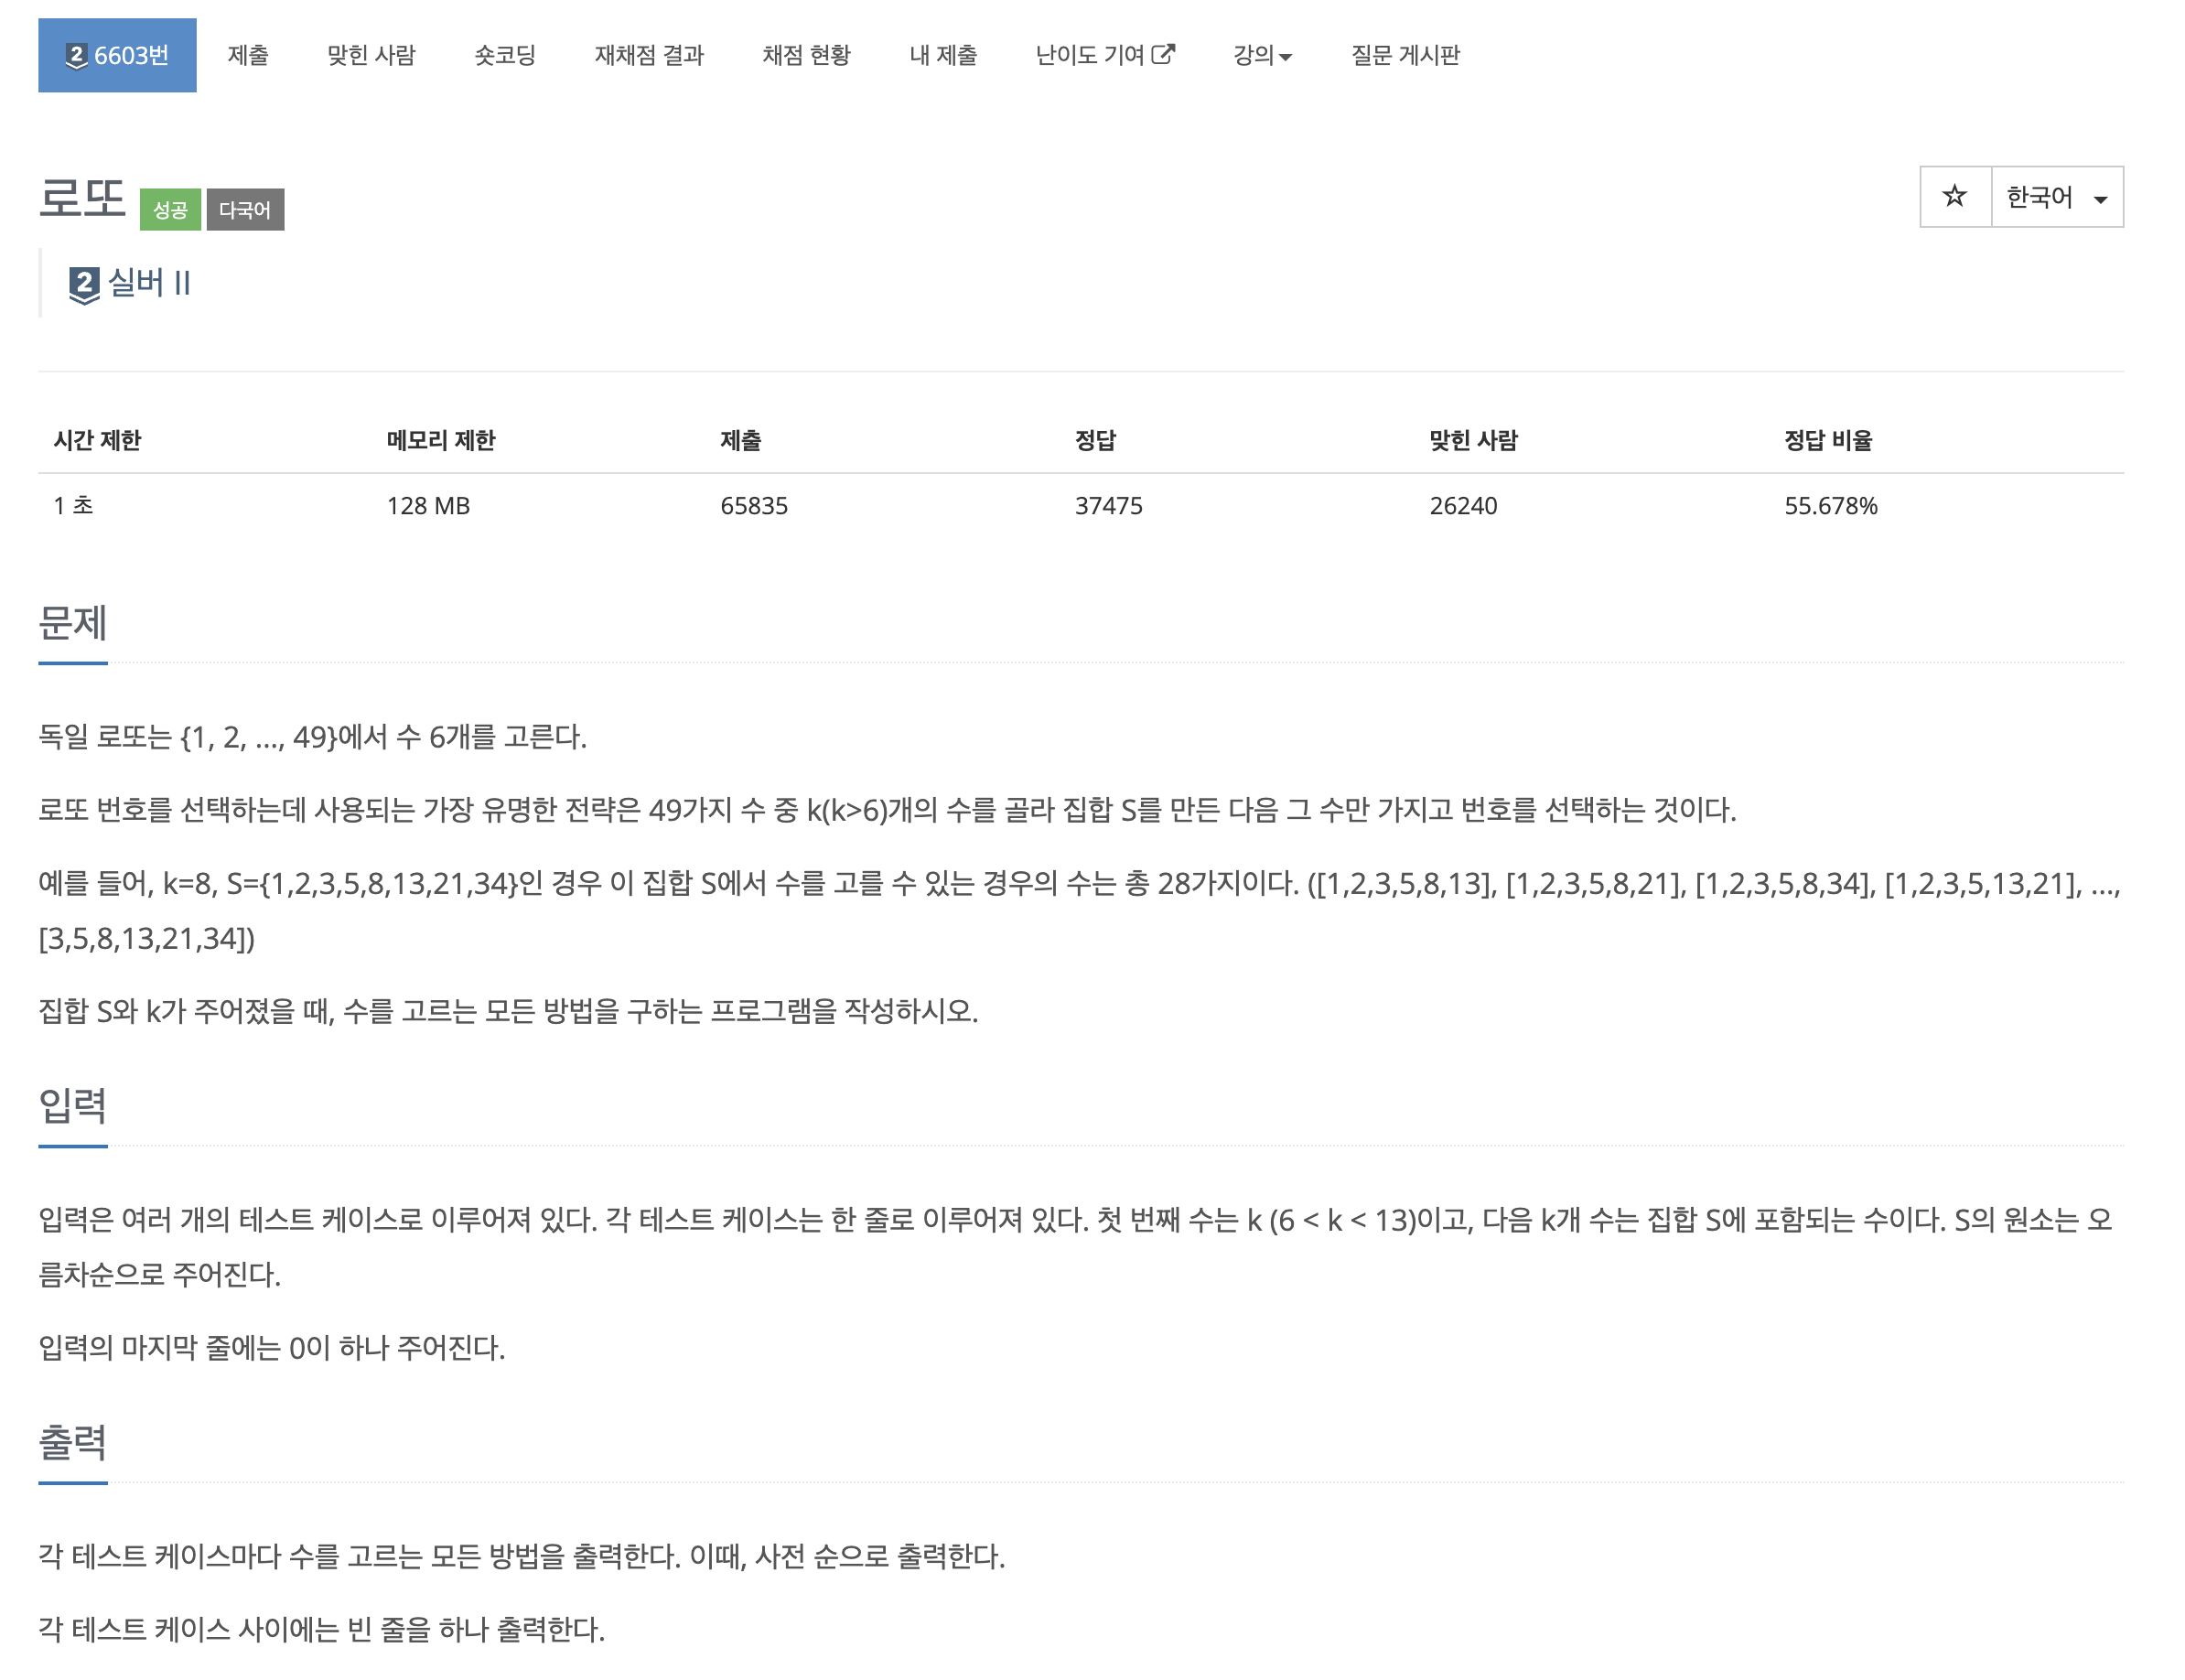 2 6603번 제출 맞힌 사람 숏코딩 재채점 결과 채점 현황 내 제출 난이도 기여 강의 질문 게시판
로또 성공 다국어 ☆ 한국어
2 실버 II
시간 제한 메모리 제한 제출 정답 맞힌 사람 정답 비율
1 초 128 MB 65835 37475 26240 55.678%
문제
독일 로또는 {1, 2, ..., 49}에서 수 6개를 고른다.
로또 번호를 선택하는데 사용되는 가장 유명한 전략은 49가지 수 중 k(k>6)개의 수를 골라 집합 S를 만든 다음 그 수만 가지고 번호를 선택하는 것이다.
예를 들어, k=8, S={1,2,3,5,8,13,21,34}인 경우 이 집합 S에서 수를 고를 수 있는 경우의 수는 총 28가지이다. ([1,2,3,5,8,13], [1,2,3,5,8,21], [1,2,3,5,8,34], [1,2,3,5,13,21], ...,
[3,5,8,13,21,34])
집합 S와 k가 주어졌을 때, 수를 고르는 모든 방법을 구하는 프로그램을 작성하시오.
입력
입력은 여러 개의 테스트 케이스로 이루어져 있다. 각 테스트 케이스는 한 줄로 이루어져 있다. 첫 번째 수는 k (6 < k < 13)이고, 다음 k개 수는 집합 S에 포함되는 수이다. S의 원소는 오
름차순으로 주어진다.
입력의 마지막 줄에는 0이 하나 주어진다.
출력
각 테스트 케이스마다 수를 고르는 모든 방법을 출력한다. 이때, 사전 순으로 출력한다.
각 테스트 케이스 사이에는 빈 줄을 하나 출력한다.